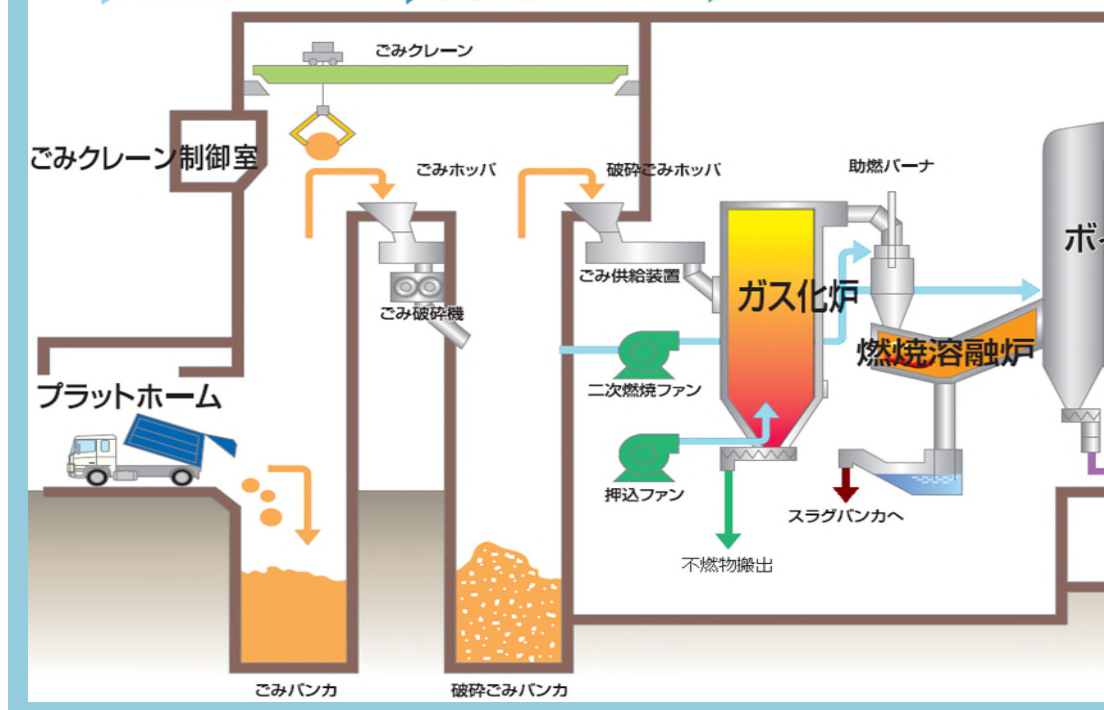 ごみクレーン
ごみクレーン制御室
ごみホッパ
破砕ごみホッパ
助燃バーナ
ごみ供給装置
ごみ破砕機
ガス化炉
燃焼溶融炉
二次燃焼ファン
プラットホーム
押込ファン
スラグバンカへ
不燃物搬出
ごみバンカ
破砕ごみバンカ